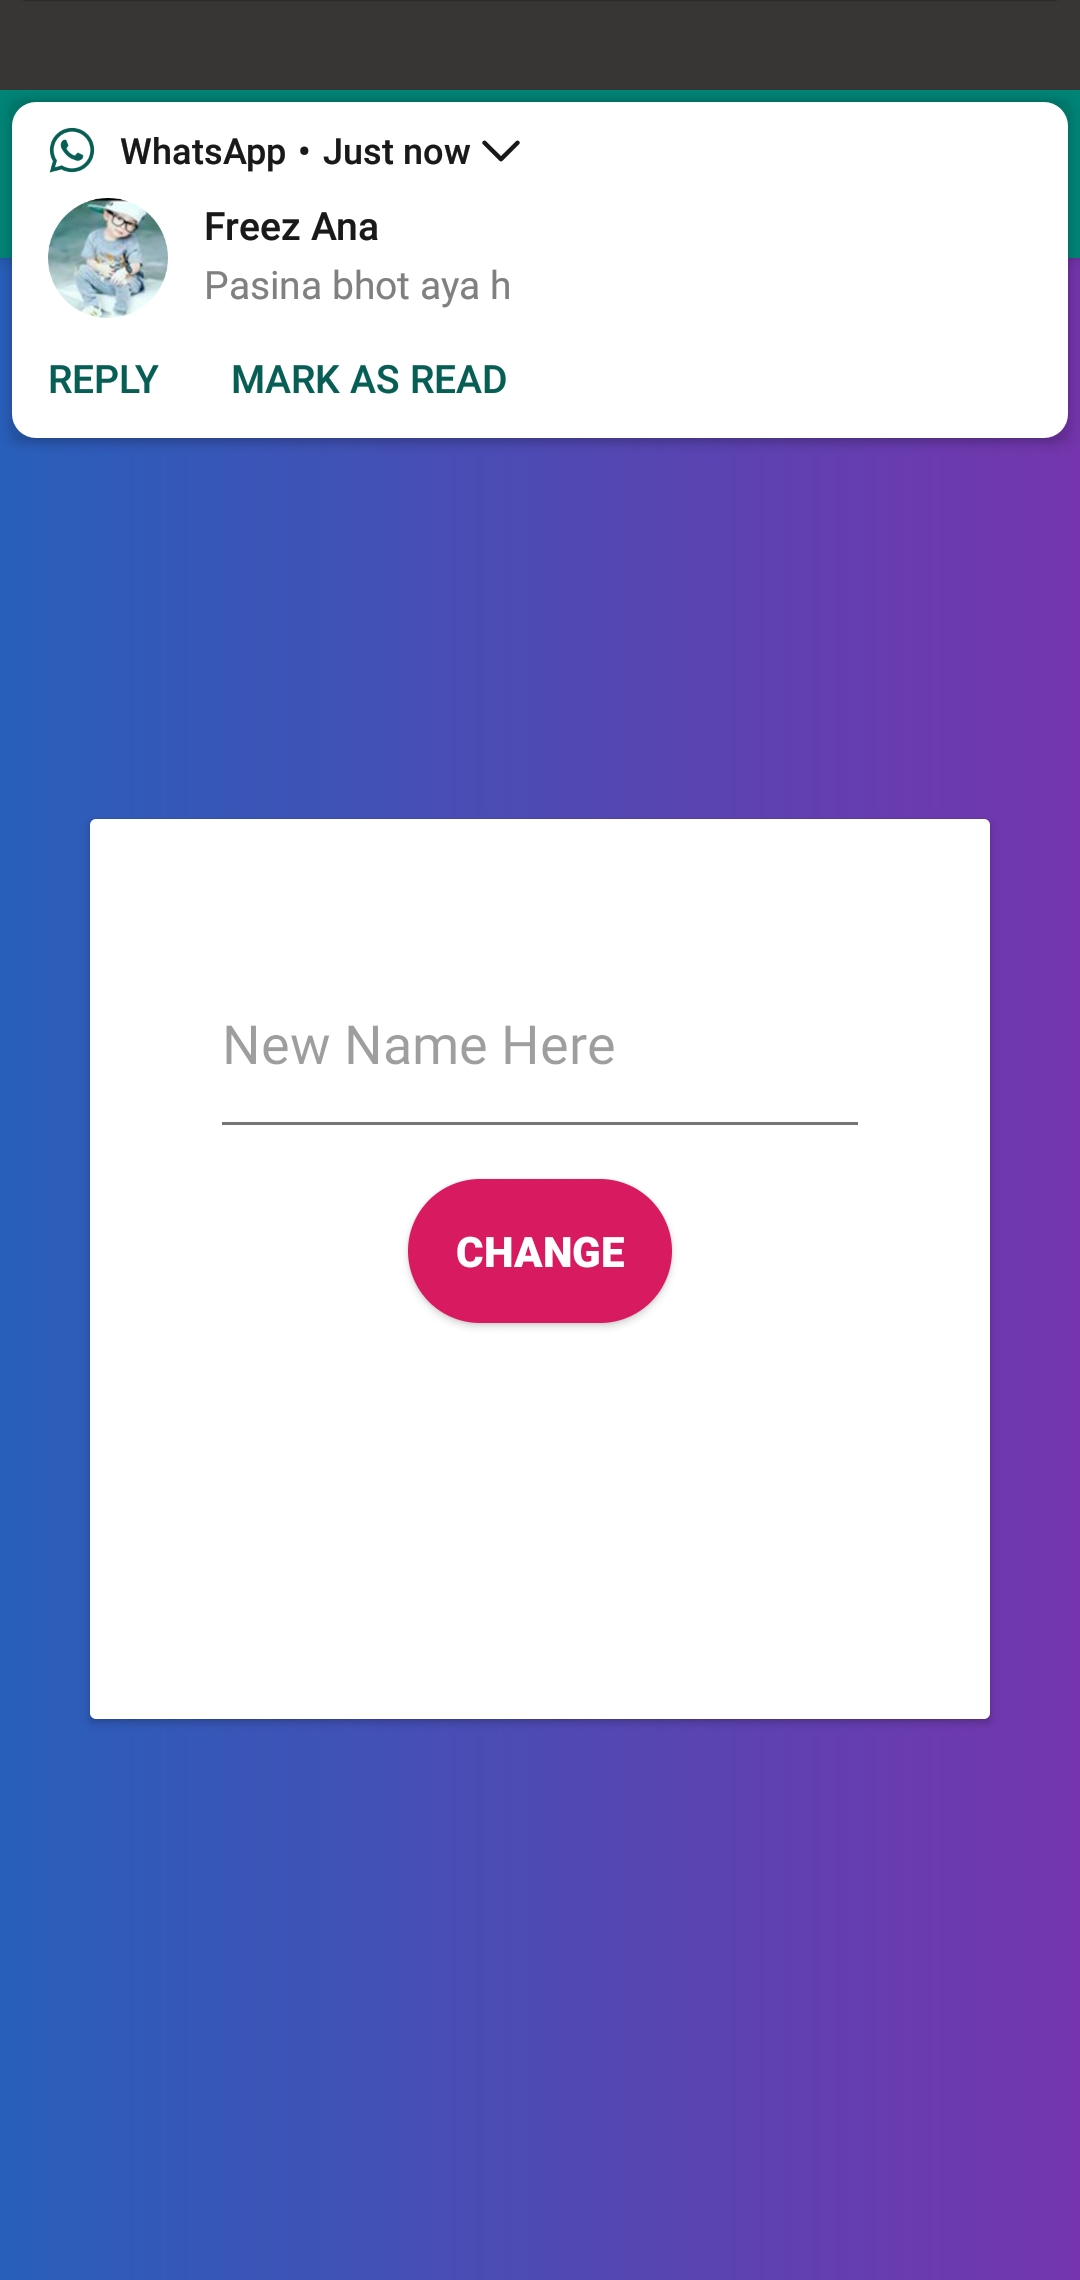 WhatsApp • Just now
Freez Ana
Pasina bhot aya h
REPLY MARK AS READ
New Name Here
CHANGE